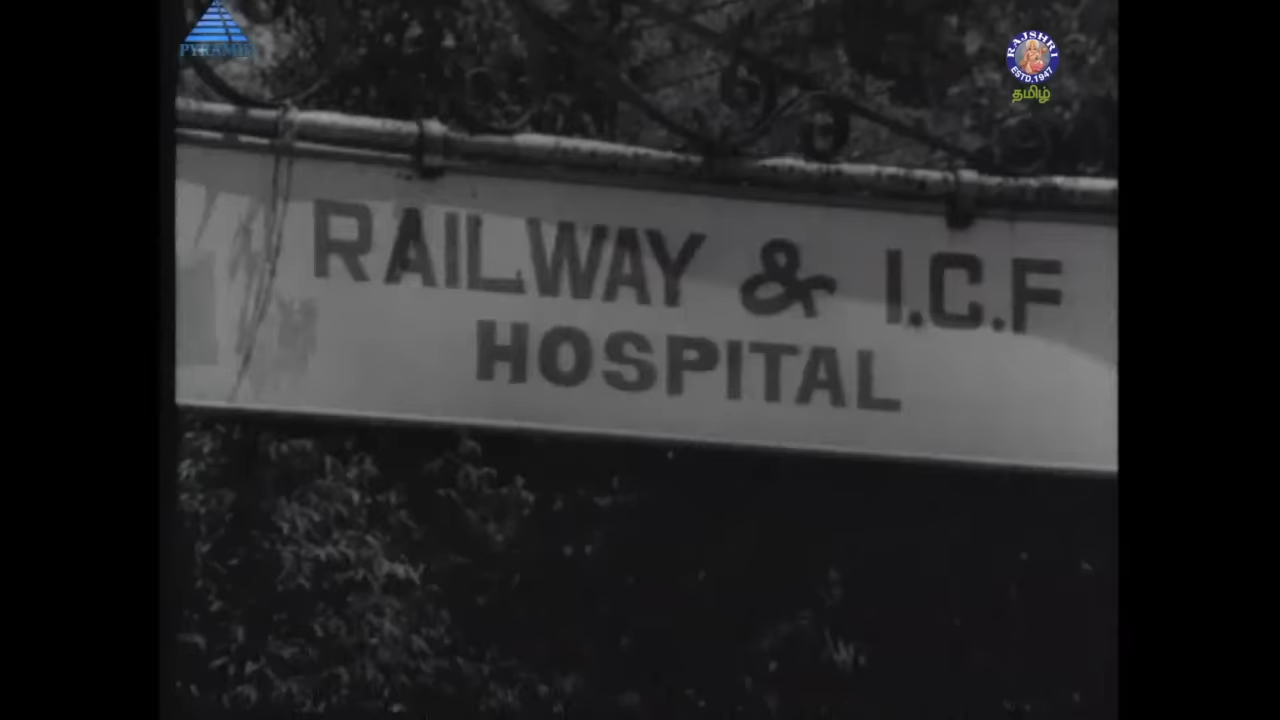 PYRAMID
RAJSHRI
ESTD.1947
தமிழ்
RAILWAY & I.C.F
HOSPITAL